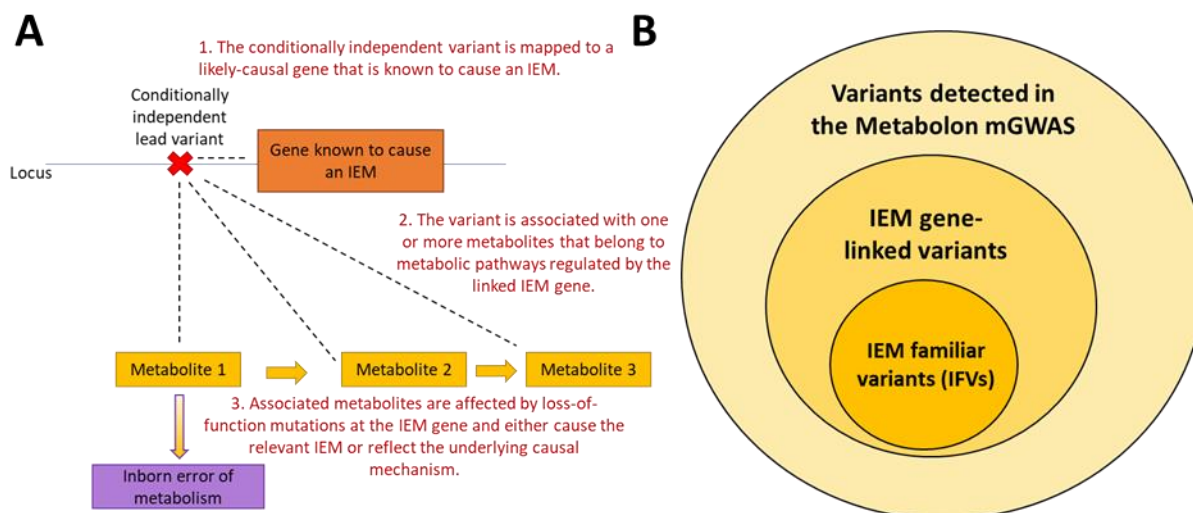 A
1. The conditionally independent variant is mapped to a
likely-causal gene that is known to cause an IEM.
Conditionally
independent
lead variant
Locus
Gene known to cause
an IEM
2. The variant is associated with one
or more metabolites that belong to
metabolic pathways regulated by the
linked IEM gene.
Metabolite 1
Metabolite 2
Metabolite 3
3. Associated metabolites are affected by loss-of-
function mutations at the IEM gene and either cause the
relevant IEM or reflect the underlying causal
mechanism.
Inborn error of
metabolism
B
Variants detected in
the Metabolon mGWAS
IEM gene-
linked variants
IEM familiar
variants (IFVs)